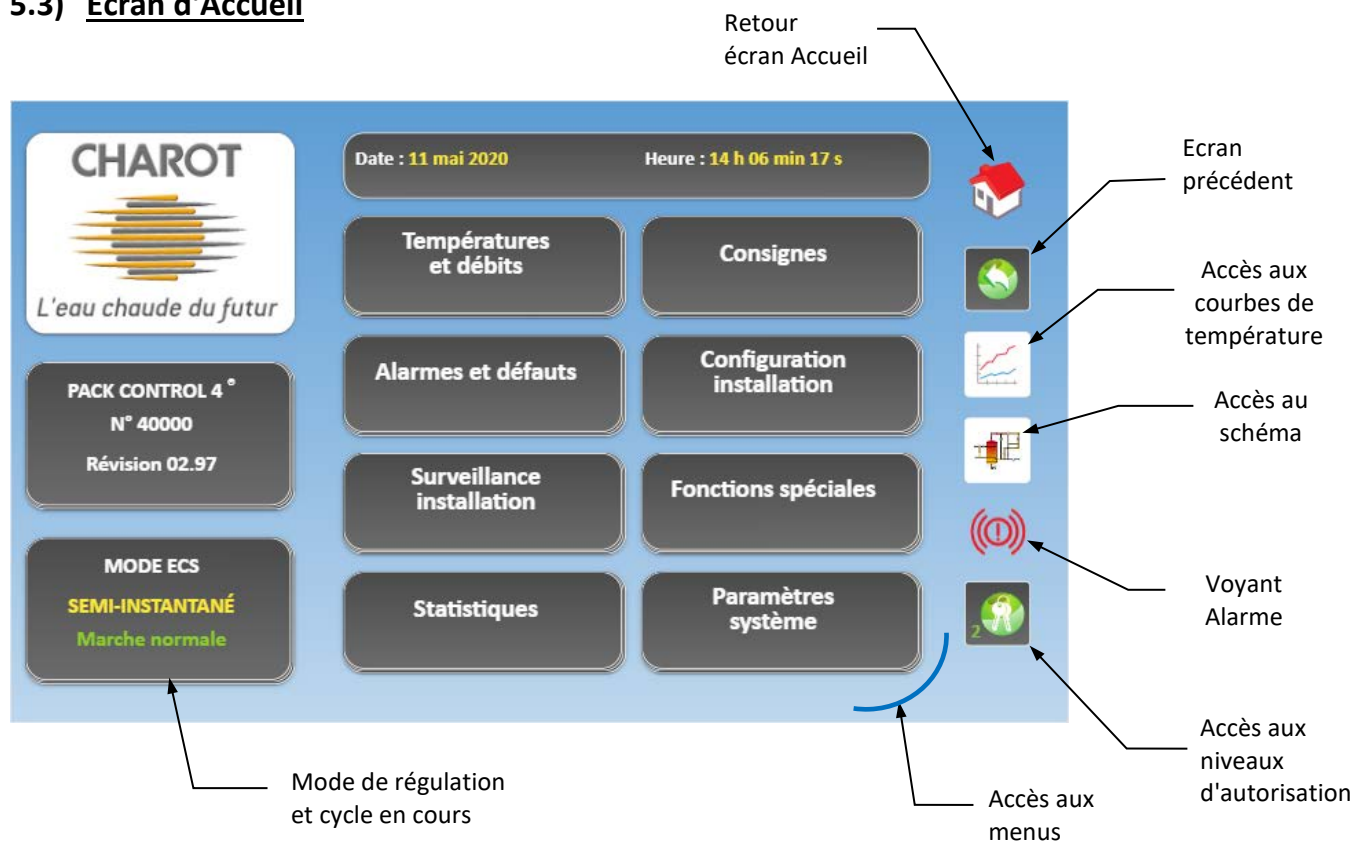 5.3) Ecran d'Accueil
Retour
écran Accueil
CHAROT
L'eau chaude du futur
Date : 11 mai 2020 Heure : 14 h 06 min 17 s
Ecran
précédent
Températures
et débits
Consignes
Accès aux
courbes de
température
PACK CONTROL 4 ®
N° 40000
Révision 02.97
Alarmes et défauts
Configuration
installation
Accès au
schéma
Surveillance
installation
Fonctions spéciales
MODE ECS
SEMI-INSTANTANÉ
Marche normale
Statistiques
Paramètres
système
2
Voyant
Alarme
Accès aux
niveaux
d'autorisation
Mode de régulation
et cycle en cours
Accès aux
menus